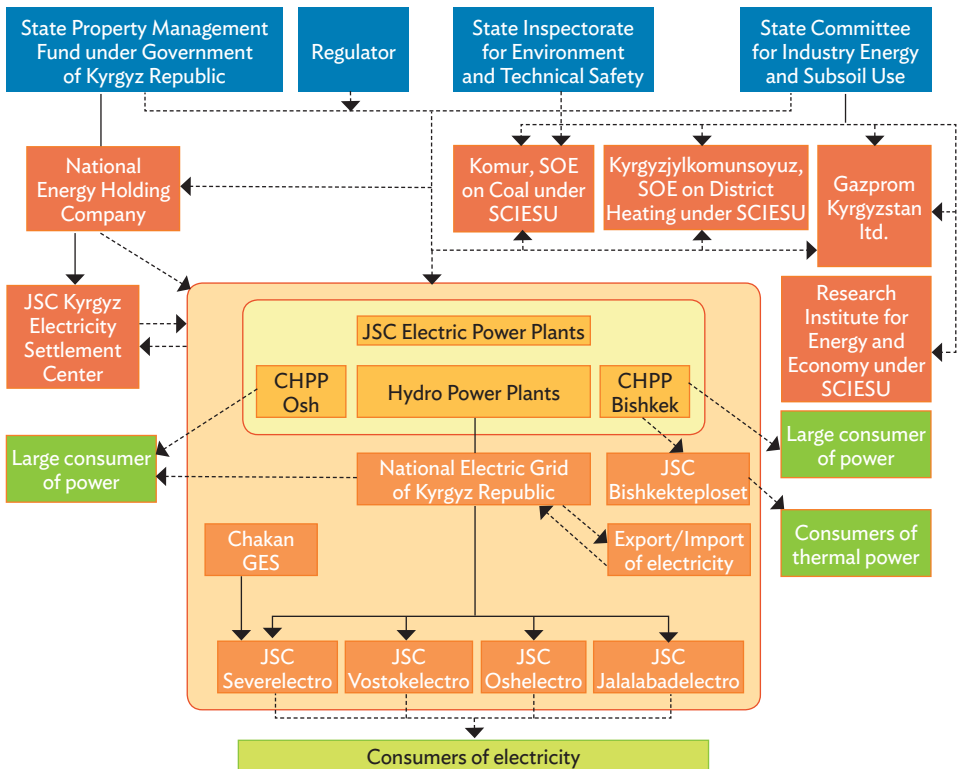 State Property Management
Fund under Government
of Kyrgyz Republic
Regulator
State Inspectorate
for Environment
and Technical Safety
State Committee
for Industry Energy
and Subsoil Use
National
Energy Holding
Company
Komur, SOE
on Coal under
SCIESU
Kyrgyzjylkomunsoyuz,
SOE on District
Heating under SCIESU
Gazprom
Kyrgyzstan
ltd.
JSC Kyrgyz
Electricity
Settlement
Center
JSC Electric Power Plants
Research
Institute for
Energy and
Economy under
SCIESU
CHPP
Osh
Hydro Power Plants
CHPP
Bishkek
Large consumer
of power
National Electric Grid
of Kyrgyz Republic
JSC
Bishkekteploset
Large consumer
of power
Chakan
GES
Export/Import
of electricity
Consumers of
thermal power
JSC
Severelectro
JSC
Vostokelectro
JSC
Oshelectro
JSC
Jalalabadelectro
Consumers of electricity